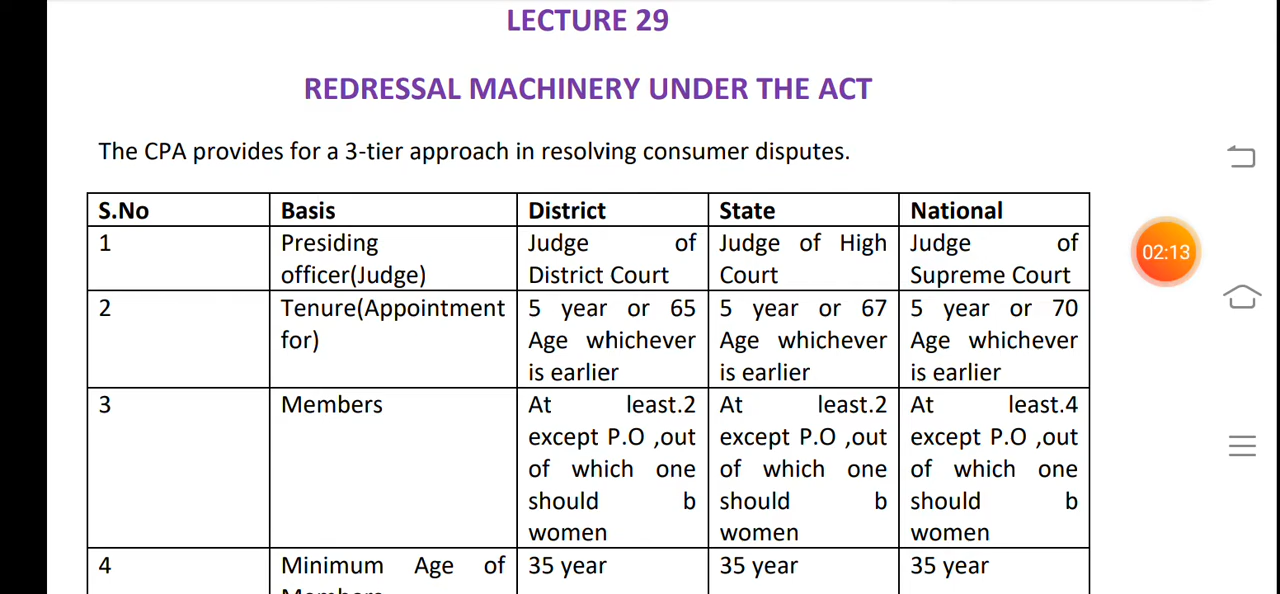 LECTURE 29
REDRESSAL MACHINERY UNDER THE ACT
The CPA provides for a 3-tier approach in resolving consumer disputes.
S.No Basis District State National
1 Presiding officer(Judge) Judge of District Court Judge of High Court Judge of Supreme Court
2 Tenure(Appointment for) 5 year or 65 Age whichever is earlier 5 year or 67 Age whichever is earlier 5 year or 70 Age whichever is earlier
3 Members At least.2 except P.O ,out of which one should b women At least.2 except P.O ,out of which one should b women At least.4 except P.O ,out of which one should b women
4 Minimum Age of Members 35 year 35 year 35 year
02:13